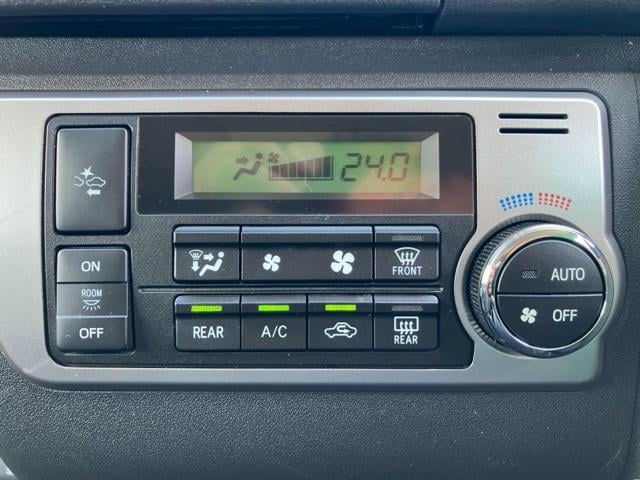 24.0
ON
ROOM
OFF
FRONT
REAR
A/C
REAR
AUTO
OFF